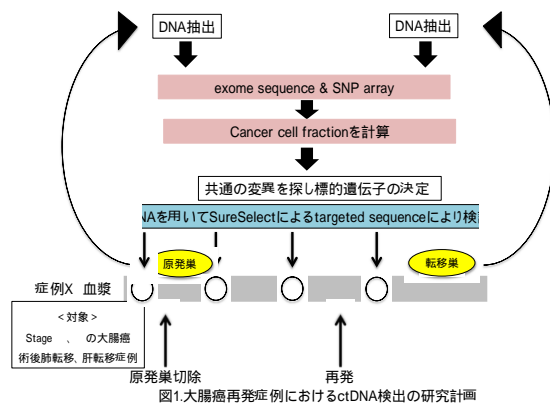 DNA抽出 DNA抽出
exome sequence & SNP array
Cancer cell fractionを計算
共通の変異を探し標的遺伝子の決定
NAを用いてSureSelectによるtargeted sequenceにより検
原発巣 転移巣
症例X 血漿
<対象>
Stage 、 の大腸癌
術後肺転移、肝転移症例
原発巣切除 再発
図1.大腸癌再発症例におけるctDNA検出の研究計画